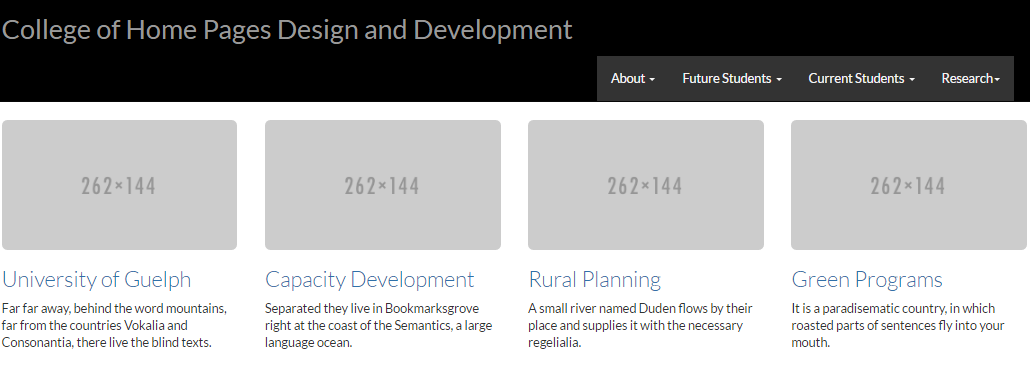 College of Home Pages Design and Development
About Future Students Current Students Research
262×144 262×144 262×144 262×144
University of Guelph
Far far away, behind the word mountains,
far from the countries Vokalia and
Consonantia, there live the blind texts.
Capacity Development
Separated they live in Bookmarksgrove
right at the coast of the Semantics, a large
language ocean.
Rural Planning
A small river named Duden flows by their
place and supplies it with the necessary
regelialia.
Green Programs
It is a paradisematic country, in which
roasted parts of sentences fly into your
mouth.